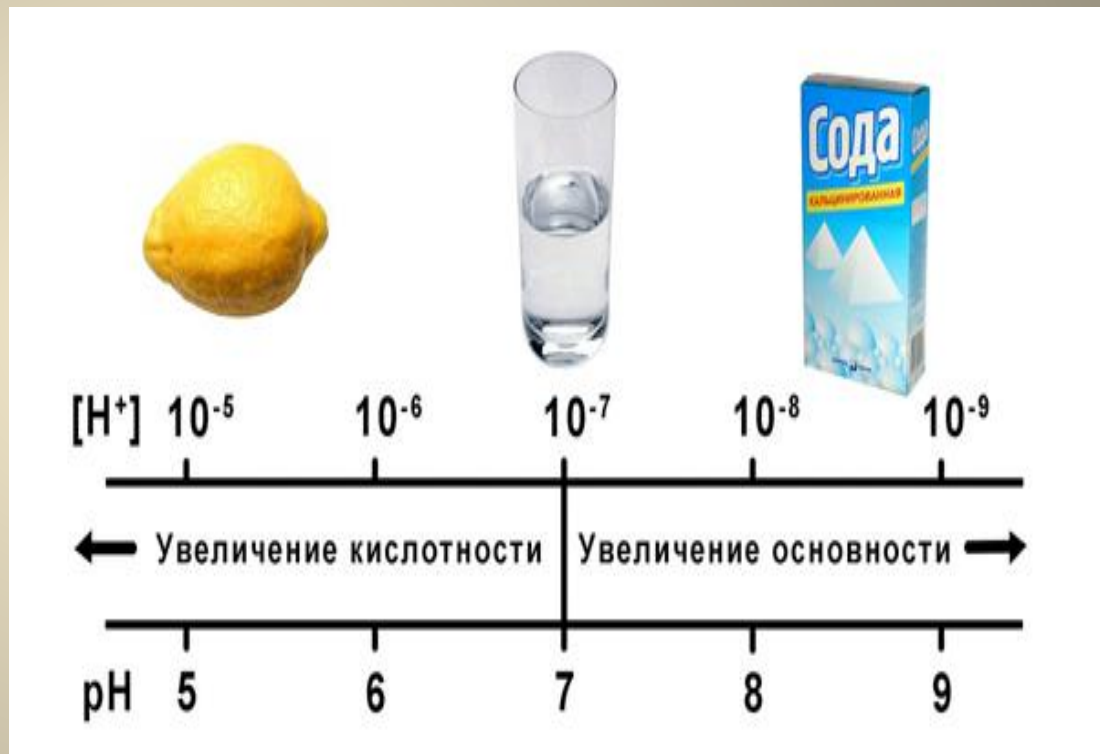 Сода
КАЛЬЦИНИРОВАННАЯ
[H⁺] 10⁻⁵ 10⁻⁶ 10⁻⁷ 10⁻⁸ 10⁻⁹
Увеличение кислотности Увеличение основности
pH 5 6 7 8 9